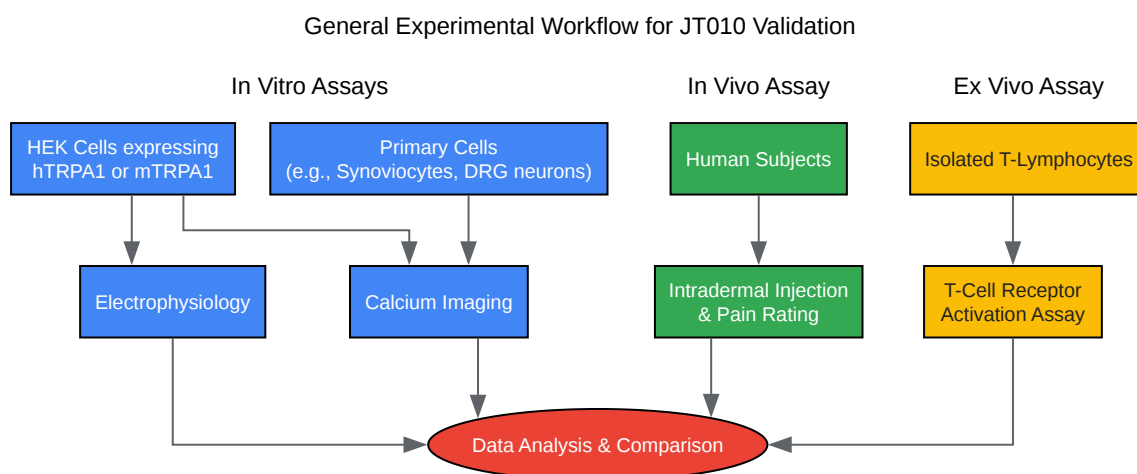 General Experimental Workflow for JT010 Validation
In Vitro Assays
In Vivo Assay
Ex Vivo Assay
HEK Cells expressing
hTRPA1 or mTRPA1
Primary Cells
(e.g., Synoviocytes, DRG neurons)
Human Subjects
Isolated T-Lymphocytes
Electrophysiology
Calcium Imaging
Intradermal Injection
& Pain Rating
T-Cell Receptor
Activation Assay
Data Analysis & Comparison